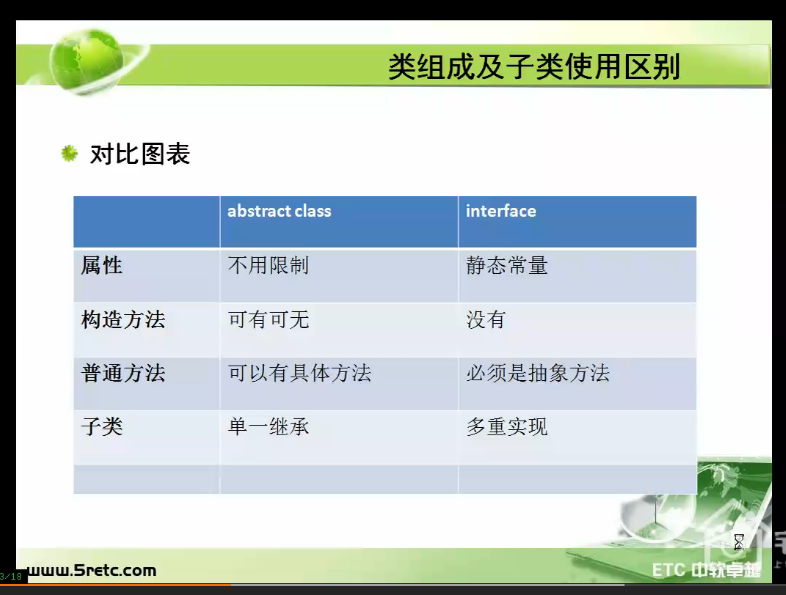 类组成及子类使用区别
对比图表
abstract class interface
属性 不用限制 静态常量
构造方法 可有可无 没有
普通方法 可以有具体方法 必须是抽象方法
子类 单一继承 多重实现
3/18
www.5retc.com
ETC 中软卓越